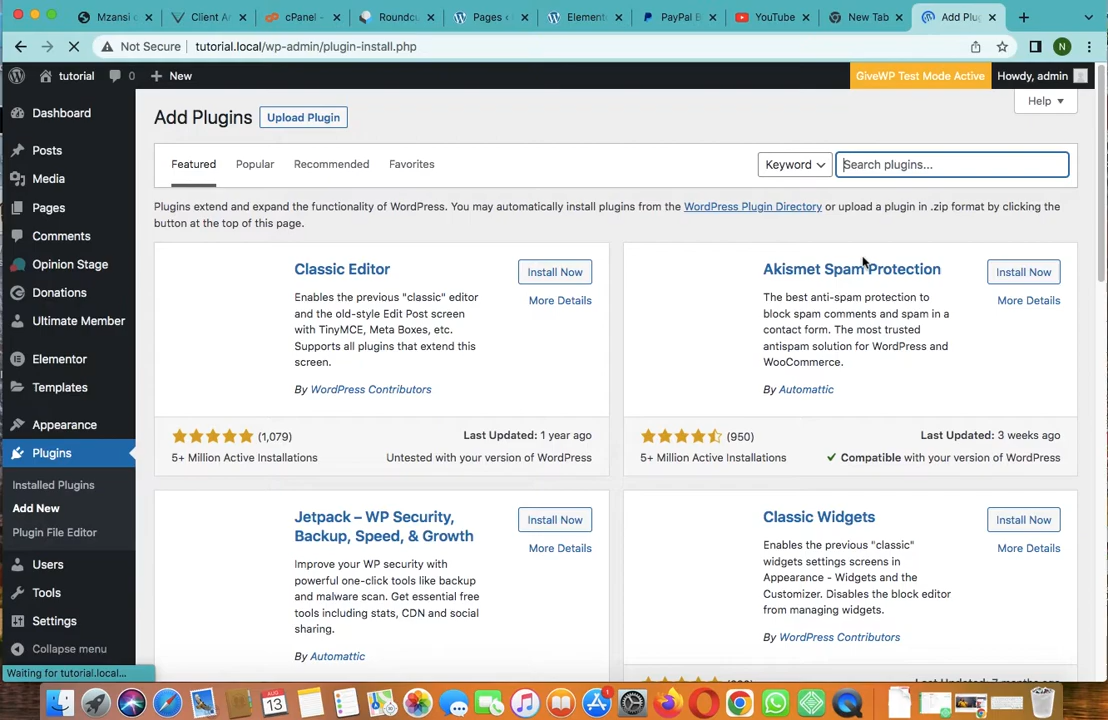 Mzansi c
Client A
cPanel -
Roundc
Pages ‹
Element
PayPal B
YouTube
New Tab
Add Plug
Not Secure
tutorial.local/wp-admin/plugin-install.php
N
tutorial
0
New
GiveWP Test Mode Active
Howdy, admin
Dashboard
Posts
Media
Pages
Comments
Opinion Stage
Donations
Ultimate Member
Elementor
Templates
Appearance
Plugins
Installed Plugins
Add New
Plugin File Editor
Users
Tools
Settings
Collapse menu
Waiting for tutorial.local...
Add Plugins
Upload Plugin
Help
Featured
Popular
Recommended
Favorites
Keyword
Search plugins...
Plugins extend and expand the functionality of WordPress. You may automatically install plugins from the WordPress Plugin Directory or upload a plugin in .zip format by clicking the
button at the top of this page.
Classic Editor
Install Now
More Details
Enables the previous "classic" editor
and the old-style Edit Post screen
with TinyMCE, Meta Boxes, etc.
Supports all plugins that extend this
screen.
By WordPress Contributors
(1,079)
Last Updated: 1 year ago
5+ Million Active Installations
Untested with your version of WordPress
Akismet Spam Protection
Install Now
More Details
The best anti-spam protection to
block spam comments and spam in a
contact form. The most trusted
antispam solution for WordPress and
WooCommerce.
By Automattic
(950)
Last Updated: 3 weeks ago
5+ Million Active Installations
Compatible with your version of WordPress
Jetpack – WP Security,
Backup, Speed, & Growth
Install Now
More Details
Improve your WP security with
powerful one-click tools like backup
and malware scan. Get essential free
tools including stats, CDN and social
sharing.
By Automattic
Classic Widgets
Install Now
More Details
Enables the previous "classic"
widgets settings screens in
Appearance - Widgets and the
Customizer. Disables the block editor
from managing widgets.
By WordPress Contributors
AUG
13
1